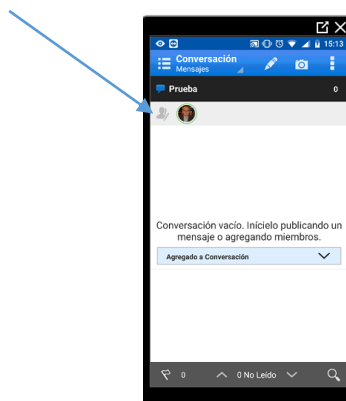 15:13
Conversación
Mensajes
Prueba 0
Conversación vacío. Inícielo publicando un
mensaje o agregando miembros.
Agregado a Conversación
0 0 No Leído